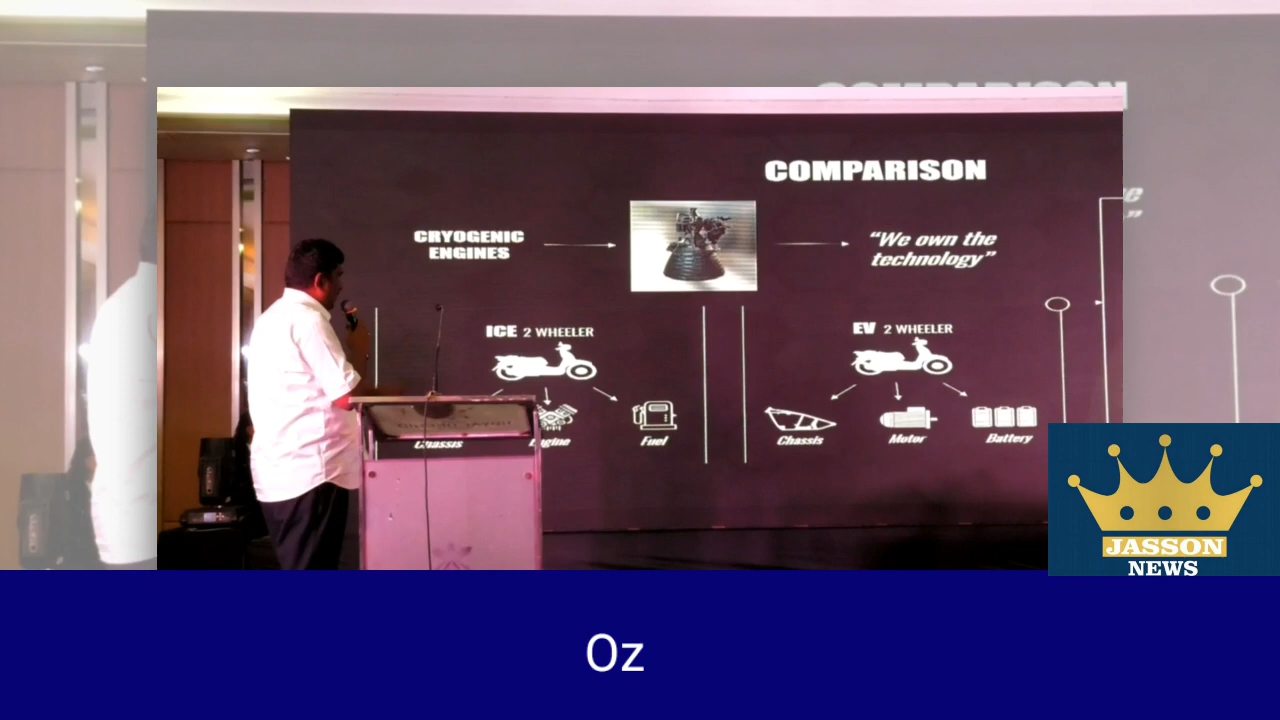 COMPARISON
CRYOGENIC
ENGINES
“We own the
technology”
ICE 2 WHEELER
EV 2 WHEELER
Chassis
Engine
Fuel
Chassis
Motor
Battery
JASSON
NEWS
Oz